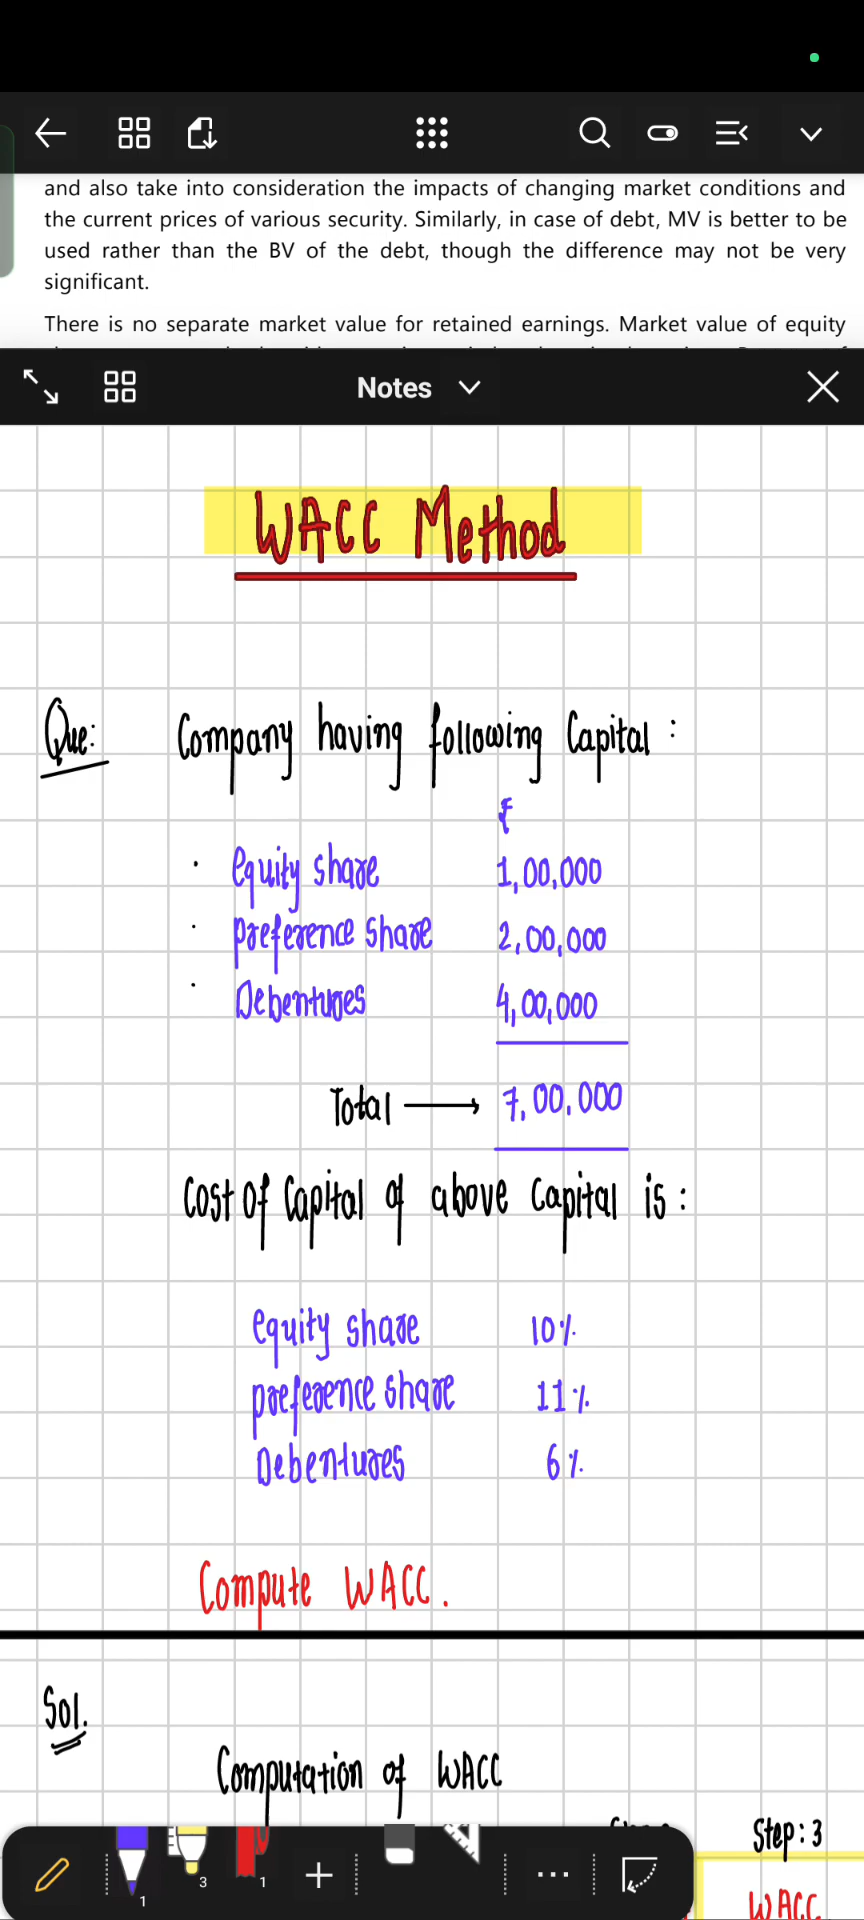 and also take into consideration the impacts of changing market conditions and
the current prices of various security. Similarly, in case of debt, MV is better to be
used rather than the BV of the debt, though the difference may not be very
significant.
There is no separate market value for retained earnings. Market value of equity
Notes
WACC Method
Que: Company having following Capital :
₹
• equity share 1,00,000
• preference share 2,00,000
• Debentures 4,00,000
Total → 7,00,000
Cost of Capital of above Capital is :
equity share 10%
preference share 11%
Debentures 6%
Compute WACC.
Sol.
Computation of WACC
Step: 3
WACC
1
3
1